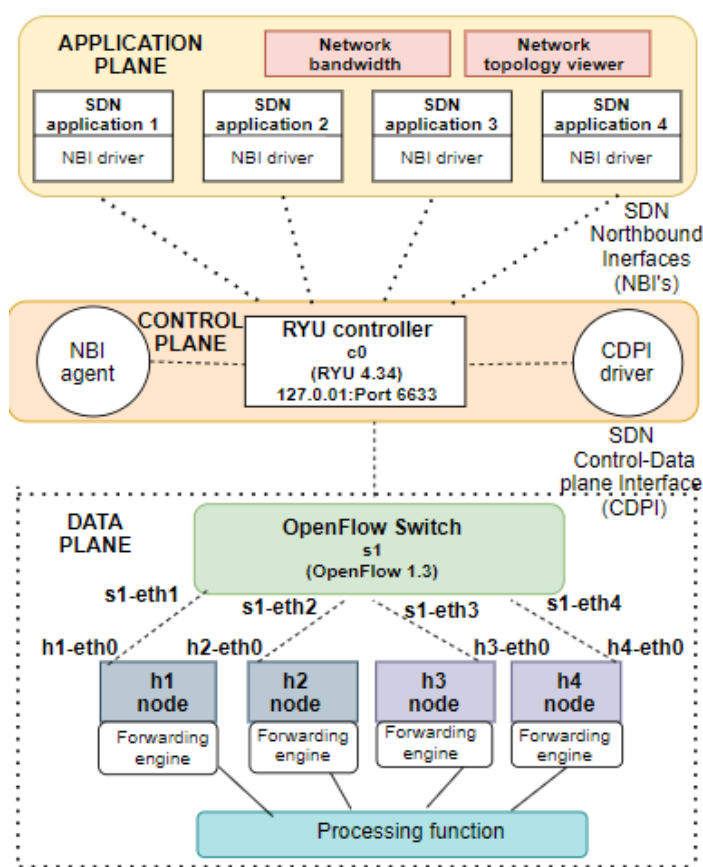 APPLICATION
PLANE
Network
bandwidth
Network
topology viewer
SDN
application 1
NBI driver
SDN
application 2
NBI driver
SDN
application 3
NBI driver
SDN
application 4
NBI driver
SDN
Northbound
Inerfaces
(NBI's)
CONTROL
PLANE
NBI
agent
RYU controller
c0
(RYU 4.34)
127.0.01:Port 6633
CDPI
driver
SDN
Control-Data
plane Interface
(CDPI)
DATA
PLANE
OpenFlow Switch
s1
(OpenFlow 1.3)
s1-eth1
s1-eth2
s1-eth3
s1-eth4
h1-eth0
h2-eth0
h3-eth0
h4-eth0
h1
node
Forwarding
engine
h2
node
Forwarding
engine
h3
node
Forwarding
engine
h4
node
Forwarding
engine
Processing function